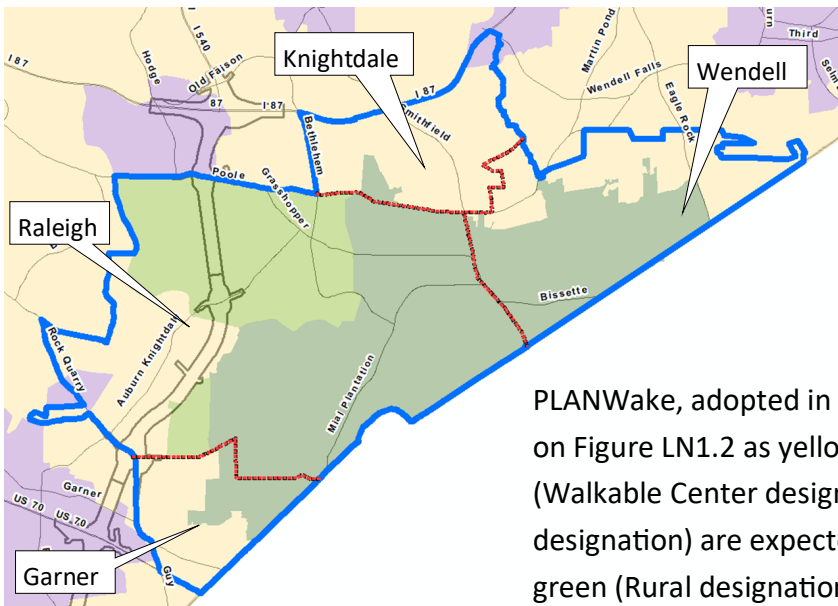 I 540
I 87
Hodge
Old Faison
87
I 87
Knightdale
I 87
Smithfield
Bethlehem
Martin Pond
Wendell Falls
Eagle Rock
Wendell
Third
Poole
Grasshopper
Raleigh
Auburn Knightdale
Rock Quarry
Bissette
Mial Plantation
Garner
US 70
US 70
Guy
Garner
PLANWake, adopted in
on Figure LN1.2 as yello
(Walkable Center design
designation) are expecte
green (Rural designation